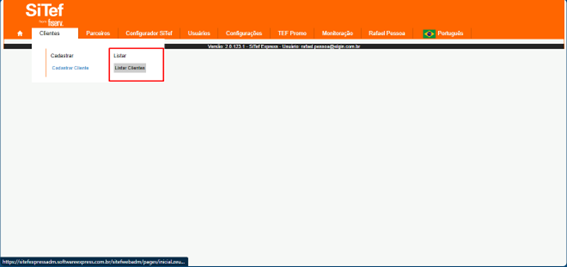 SiTef
fiserv.
Clientes Parceiros Configurador SiTef Usuários Configurações TEF Promo Monitoração Rafael Pessoa Português
Versão: 2.0.123.1 - SiTef Express - Usuário: rafael.pessoa@elgin.com.br
Cadastrar Listar
Cadastrar Cliente Listar Clientes
https://sitefexpressadm.softwareexpress.com.br/sitefwebadm/pages/inicial.seu...